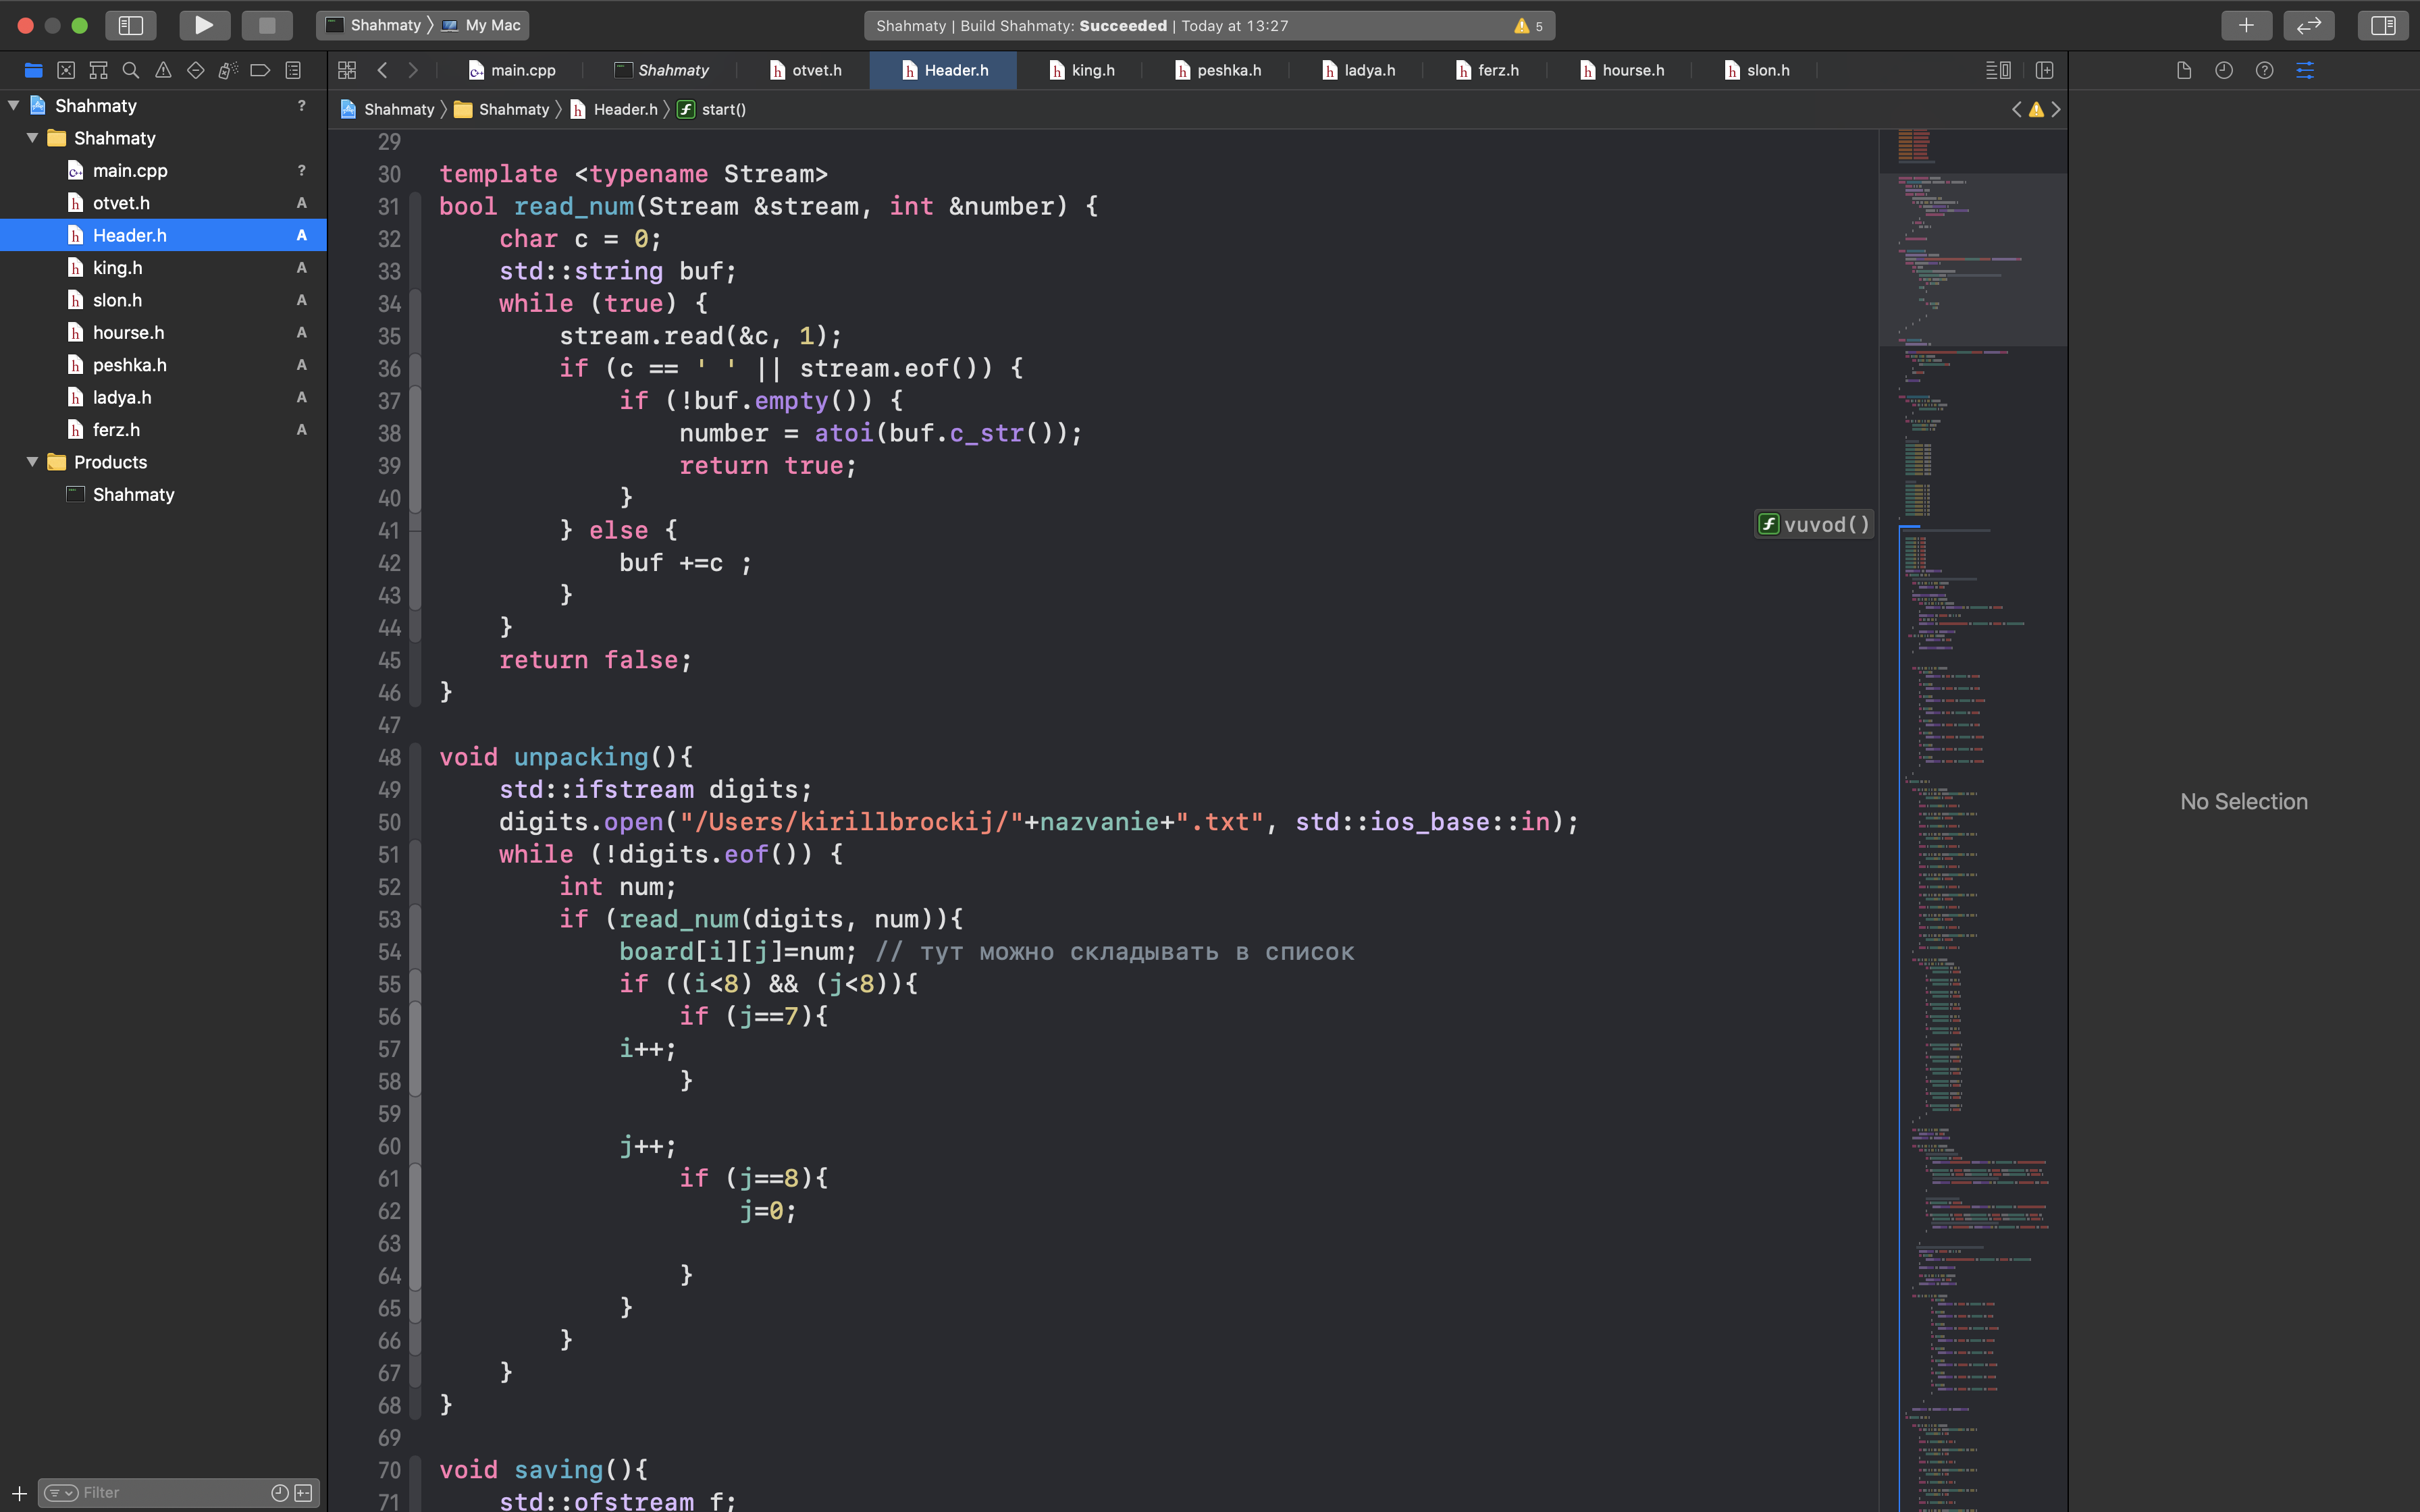 Shahmaty 〉 My Mac
Shahmaty | Build Shahmaty: Succeeded | Today at 13:27
5
main.cpp
Shahmaty
otvet.h
Header.h
king.h
peshka.h
ladya.h
ferz.h
hourse.h
slon.h
Shahmaty ?
Shahmaty
main.cpp ?
otvet.h A
Header.h A
king.h A
slon.h A
hourse.h A
peshka.h A
ladya.h A
ferz.h A
Products
Shahmaty
Filter
Shahmaty 〉 Shahmaty 〉 Header.h 〉 start()
29
30 template <typename Stream>
31 bool read_num(Stream &stream, int &number) {
32     char c = 0;
33     std::string buf;
34     while (true) {
35         stream.read(&c, 1);
36         if (c == ' ' || stream.eof()) {
37             if (!buf.empty()) {
38                 number = atoi(buf.c_str());
39                 return true;
40             }
41         } else {
42             buf +=c ;
43         }
44     }
45     return false;
46 }
47
48 void unpacking(){
49     std::ifstream digits;
50     digits.open("/Users/kirillbrockij/"+nazvanie+".txt", std::ios_base::in);
51     while (!digits.eof()) {
52         int num;
53         if (read_num(digits, num)){
54             board[i][j]=num; // тут можно складывать в список
55             if ((i<8) && (j<8)){
56                 if (j==7){
57             i++;
58                 }
59
60             j++;
61                 if (j==8){
62                     j=0;
63
64                 }
65             }
66         }
67     }
68 }
69
70 void saving(){
71     std::ofstream f;
vuvod()
No Selection